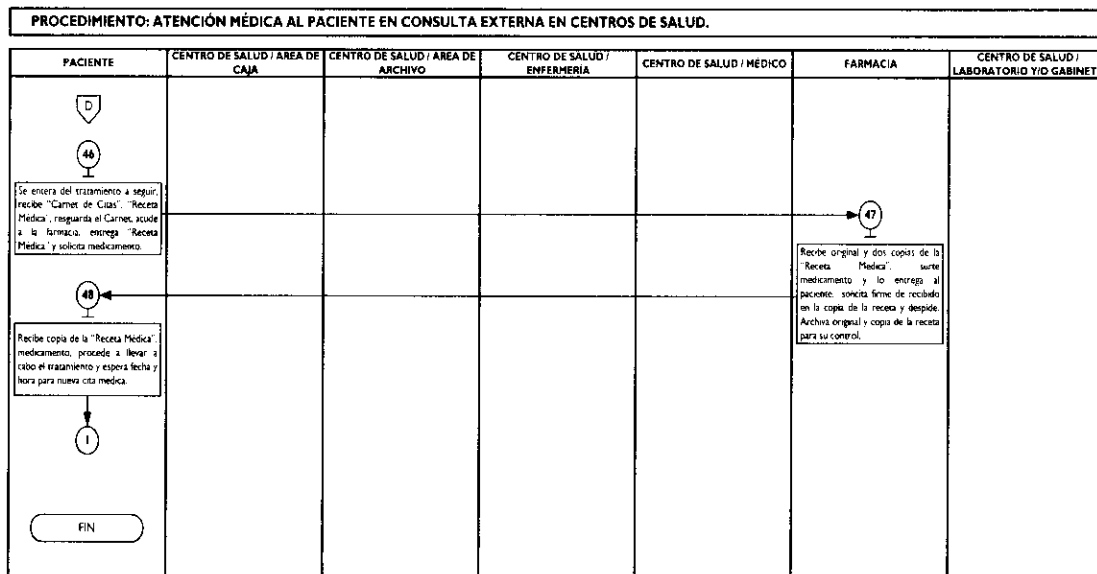 PROCEDIMIENTO: ATENCIÓN MÉDICA AL PACIENTE EN CONSULTA EXTERNA EN CENTROS DE SALUD.
PACIENTE
CENTRO DE SALUD / AREA DE
CAJA
CENTRO DE SALUD / AREA DE
ARCHIVO
CENTRO DE SALUD /
ENFERMERÍA
CENTRO DE SALUD / MÉDICO
FARMACIA
CENTRO DE SALUD /
LABORATORIO Y/O GABINET
D
46
Se entera del tratamiento a seguir,
recibe "Carnet de Citas", "Receta
Médica", resguarda el Carnet, acude
a la farmacia, entrega "Receta
Médica" y solicita medicamento.
47
Recibe original y dos copias de la
"Receta Medica", surte
medicamento y lo entrega al
paciente, solicita firme de recibido
en la copia de la receta y despide.
Archiva original y copia de la receta
para su control.
48
Recibe copia de la "Receta Médica",
medicamento, procede a llevar a
cabo el tratamiento y espera fecha y
hora para nueva cita medica.
1
FIN